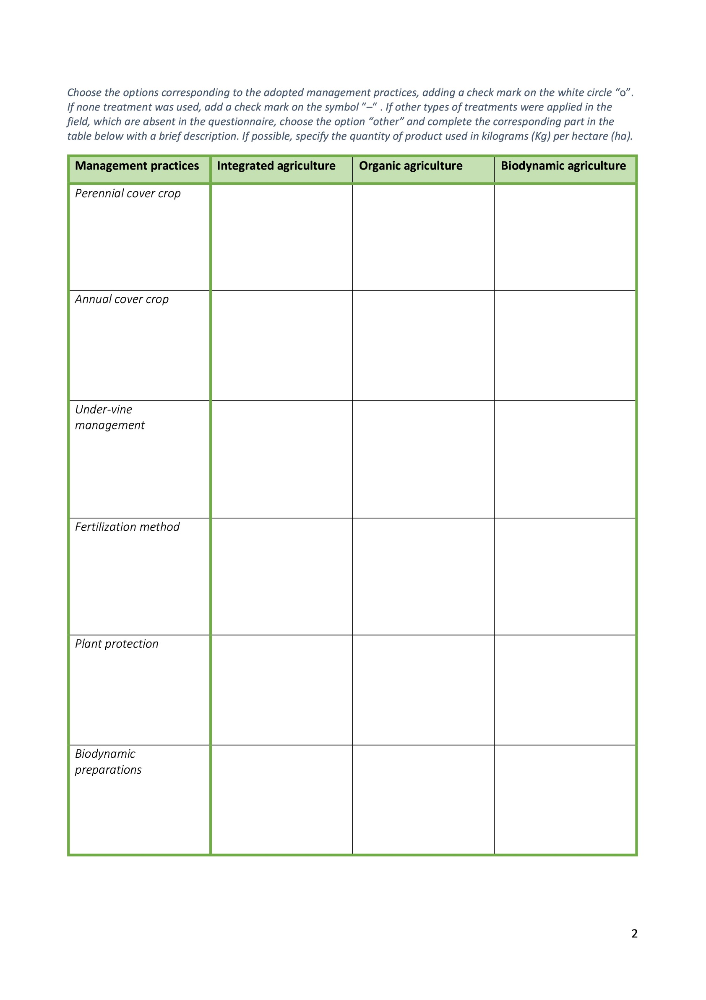 Choose the options corresponding to the adopted management practices, adding a check mark on the white circle “o”.
If none treatment was used, add a check mark on the symbol “–“ . If other types of treatments were applied in the
field, which are absent in the questionnaire, choose the option “other” and complete the corresponding part in the
table below with a brief description. If possible, specify the quantity of product used in kilograms (Kg) per hectare (ha).
Management practices Integrated agriculture Organic agriculture Biodynamic agriculture
Perennial cover crop
Annual cover crop
Under-vine
management
Fertilization method
Plant protection
Biodynamic
preparations
2